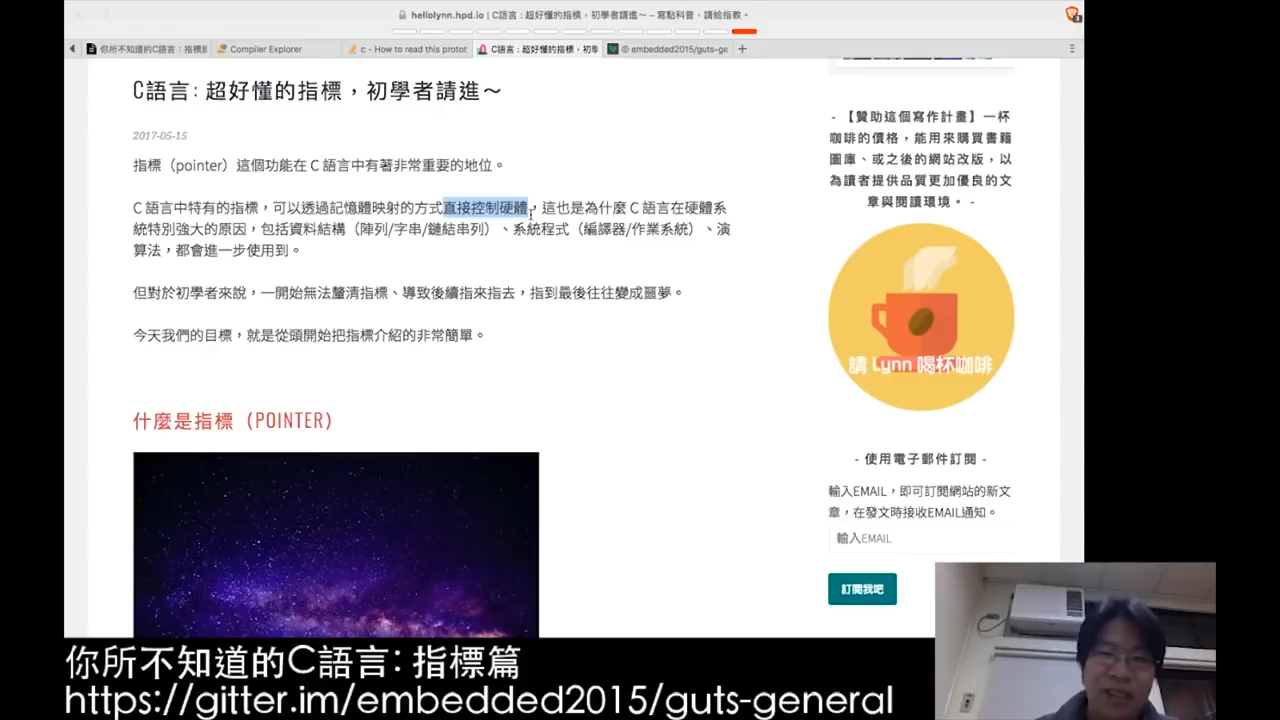 hellolynn.hpd.io | C語言 : 超好懂的指標，初學者請進～ – 寫點科普，請給指教。
你所不知道的C語言：指標
Compiler Explorer
c - How to read this protot
C語言 : 超好懂的指標，初
embedded2015/guts-ge
C語言: 超好懂的指標，初學者請進～
2017-05-15
指標（pointer）這個功能在 C 語言中有著非常重要的地位。
C 語言中特有的指標，可以透過記憶體映射的方式直接控制硬體，這也是為什麼 C 語言在硬體系
統特別強大的原因，包括資料結構（陣列/字串/鏈結串列）、系統程式（編譯器/作業系統）、演
算法，都會進一步使用到。
但對於初學者來說，一開始無法釐清指標、導致後續指來指去，指到最後往往變成噩夢。
今天我們的目標，就是從頭開始把指標介紹的非常簡單。
什麼是指標（POINTER）
- 【贊助這個寫作計畫】一杯
咖啡的價格，能用來購買書籍
圖庫、或之後的網站改版，以
為讀者提供品質更加優良的文
章與閱讀環境。 -
請 Lynn 喝杯咖啡
- 使用電子郵件訂閱 -
輸入EMAIL，即可訂閱網站的新文
章，在發文時接收EMAIL通知。
輸入EMAIL
訂閱我吧
你所不知道的C語言: 指標篇
https://gitter.im/embedded2015/guts-general